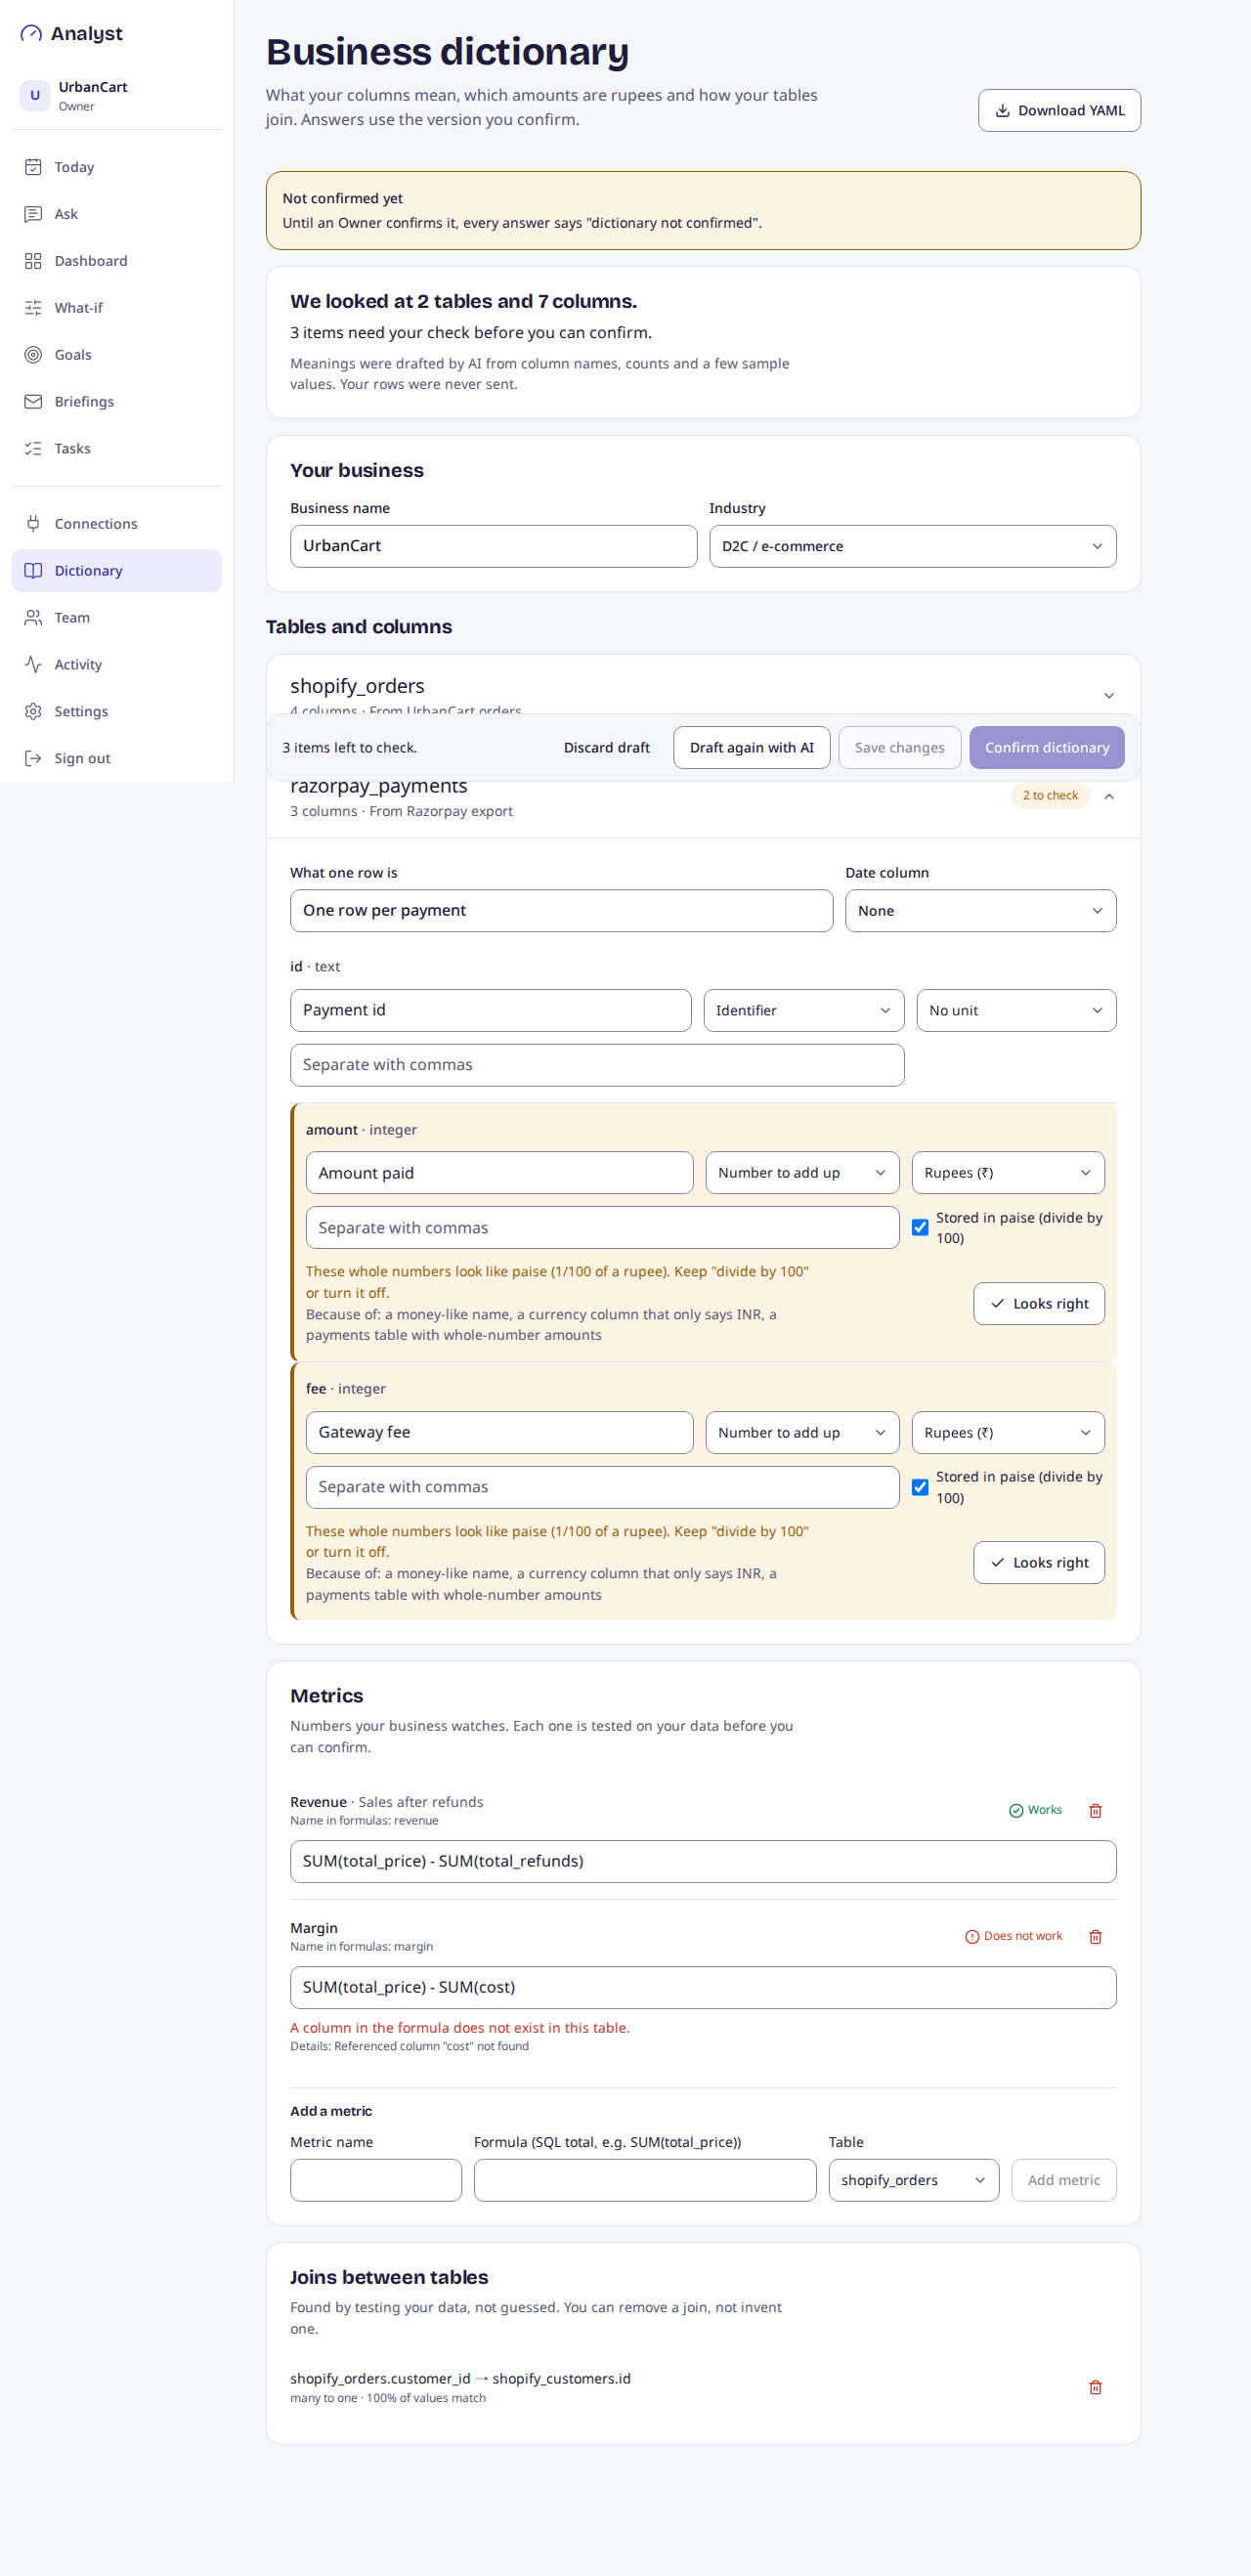 Analyst
U
UrbanCart
Owner
Today
Ask
Dashboard
What-if
Goals
Briefings
Tasks
Connections
Dictionary
Team
Activity
Settings
Sign out
Business dictionary
What your columns mean, which amounts are rupees and how your tables
join. Answers use the version you confirm.
Download YAML
Not confirmed yet
Until an Owner confirms it, every answer says "dictionary not confirmed".
We looked at 2 tables and 7 columns.
3 items need your check before you can confirm.
Meanings were drafted by AI from column names, counts and a few sample
values. Your rows were never sent.
Your business
Business name
Industry
UrbanCart
D2C / e-commerce
Tables and columns
shopify_orders
4 columns · From UrbanCart orders
3 items left to check.
Discard draft
Draft again with AI
Save changes
Confirm dictionary
razorpay_payments
3 columns · From Razorpay export
2 to check
What one row is
Date column
One row per payment
None
id · text
Payment id
Identifier
No unit
Separate with commas
amount · integer
Amount paid
Number to add up
Rupees (₹)
Separate with commas
Stored in paise (divide by
100)
These whole numbers look like paise (1/100 of a rupee). Keep "divide by 100"
or turn it off.
Because of: a money-like name, a currency column that only says INR, a
payments table with whole-number amounts
Looks right
fee · integer
Gateway fee
Number to add up
Rupees (₹)
Separate with commas
Stored in paise (divide by
100)
These whole numbers look like paise (1/100 of a rupee). Keep "divide by 100"
or turn it off.
Because of: a money-like name, a currency column that only says INR, a
payments table with whole-number amounts
Looks right
Metrics
Numbers your business watches. Each one is tested on your data before you
can confirm.
Revenue · Sales after refunds
Name in formulas: revenue
Works
SUM(total_price) - SUM(total_refunds)
Margin
Name in formulas: margin
Does not work
SUM(total_price) - SUM(cost)
A column in the formula does not exist in this table.
Details: Referenced column "cost" not found
Add a metric
Metric name
Formula (SQL total, e.g. SUM(total_price))
Table
shopify_orders
Add metric
Joins between tables
Found by testing your data, not guessed. You can remove a join, not invent
one.
shopify_orders.customer_id → shopify_customers.id
many to one · 100% of values match